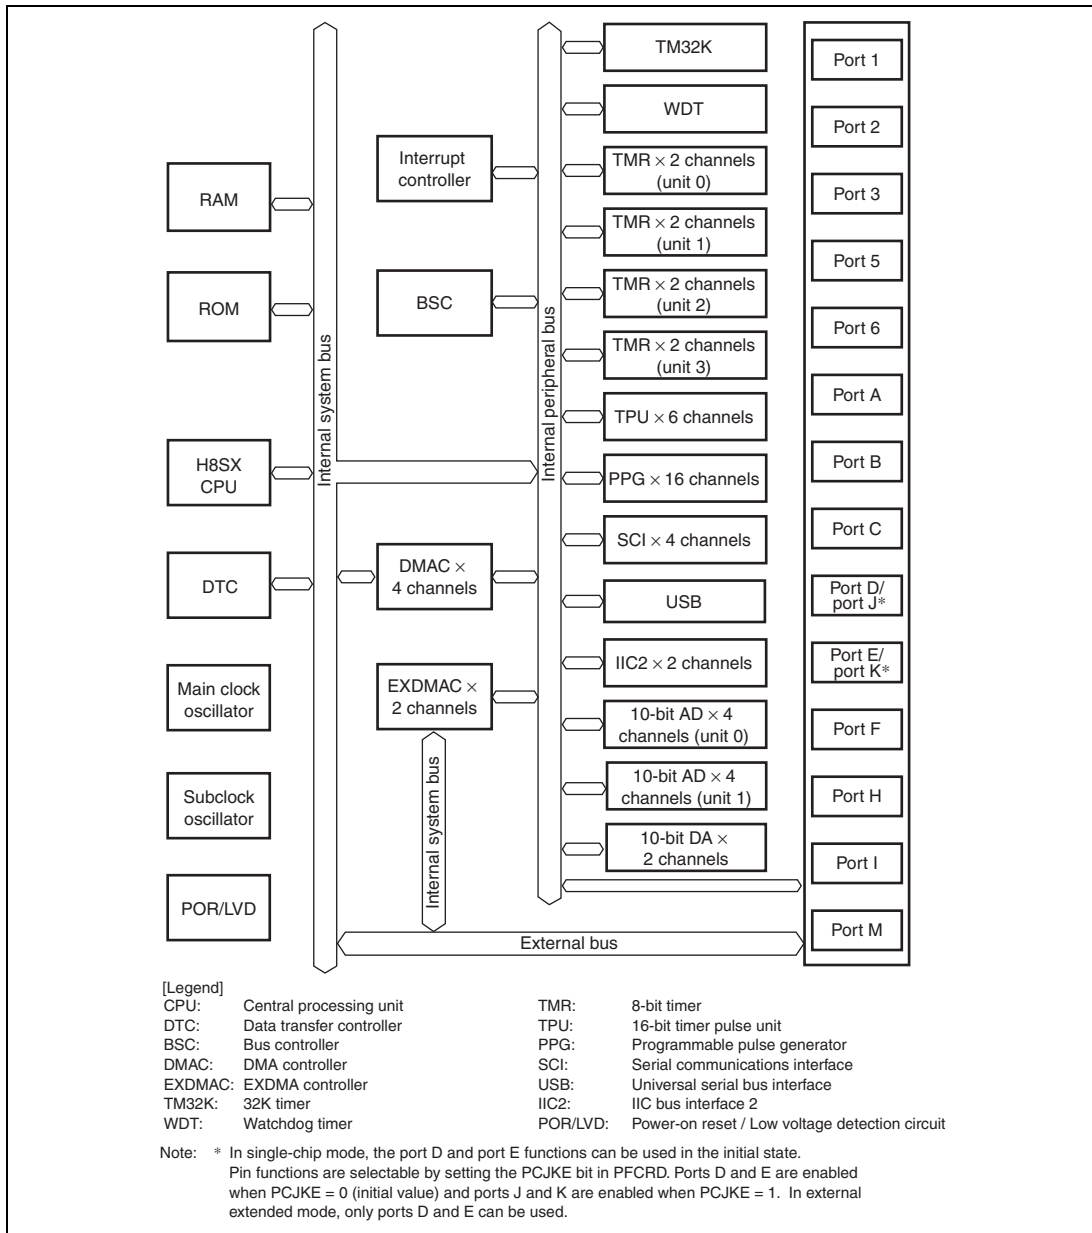 RAM
ROM
H8SX
CPU
DTC
Main clock
oscillator
Subclock
oscillator
POR/LVD
Internal system bus
Interrupt
controller
BSC
DMAC ×
4 channels
EXDMAC ×
2 channels
Internal system bus
External bus
Internal peripheral bus
TM32K
WDT
TMR × 2 channels
(unit 0)
TMR × 2 channels
(unit 1)
TMR × 2 channels
(unit 2)
TMR × 2 channels
(unit 3)
TPU × 6 channels
PPG × 16 channels
SCI × 4 channels
USB
IIC2 × 2 channels
10-bit AD × 4
channels (unit 0)
10-bit AD × 4
channels (unit 1)
10-bit DA ×
2 channels
Port 1
Port 2
Port 3
Port 5
Port 6
Port A
Port B
Port C
Port D/
port J*
Port E/
port K*
Port F
Port H
Port I
Port M
[Legend]
CPU: Central processing unit
DTC: Data transfer controller
BSC: Bus controller
DMAC: DMA controller
EXDMAC: EXDMA controller
TM32K: 32K timer
WDT: Watchdog timer
TMR: 8-bit timer
TPU: 16-bit timer pulse unit
PPG: Programmable pulse generator
SCI: Serial communications interface
USB: Universal serial bus interface
IIC2: IIC bus interface 2
POR/LVD: Power-on reset / Low voltage detection circuit
Note: * In single-chip mode, the port D and port E functions can be used in the initial state.
Pin functions are selectable by setting the PCJKE bit in PFCRD. Ports D and E are enabled
when PCJKE = 0 (initial value) and ports J and K are enabled when PCJKE = 1. In external
extended mode, only ports D and E can be used.